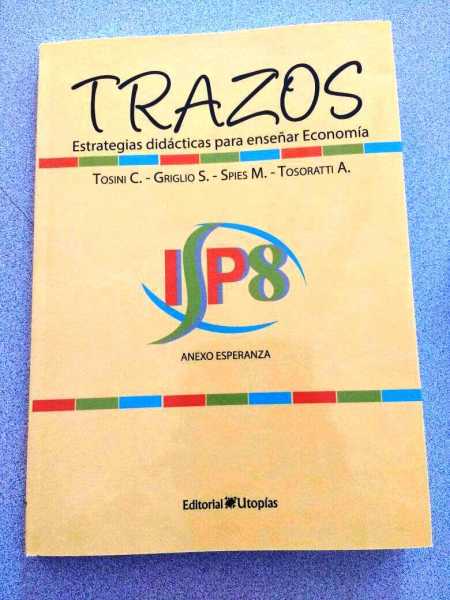 TRAZOS
Estrategias didácticas para enseñar Economía
TOSINI C. - GRIGLIO S. - SPIES M. - TOSORATTI A.
ISP8
ANEXO ESPERANZA
Editorial Utopías